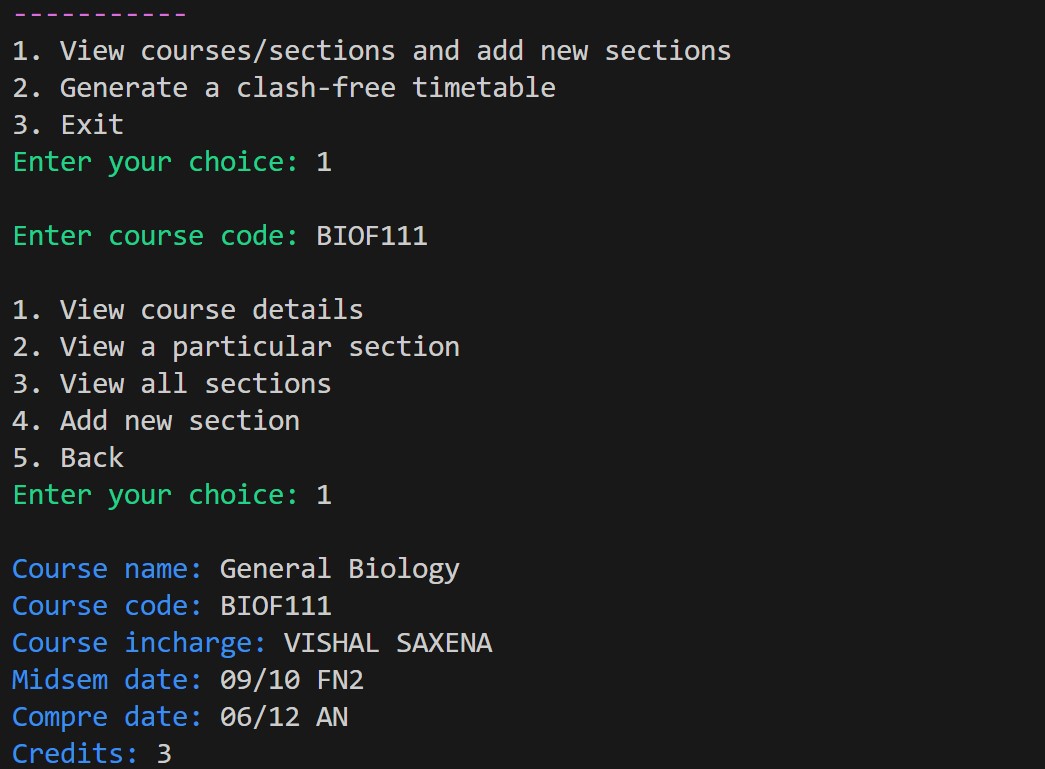 -----------
1. View courses/sections and add new sections
2. Generate a clash-free timetable
3. Exit
Enter your choice: 1
Enter course code: BIOF111
1. View course details
2. View a particular section
3. View all sections
4. Add new section
5. Back
Enter your choice: 1
Course name: General Biology
Course code: BIOF111
Course incharge: VISHAL SAXENA
Midsem date: 09/10 FN2
Compre date: 06/12 AN
Credits: 3